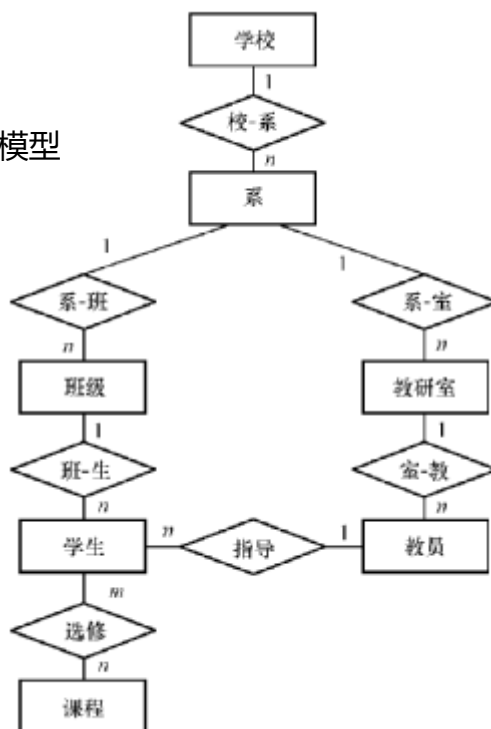 学校
1
校-系
模型
n
系
1 1
系-班 系-室
n n
班级 教研室
1 1
班-生 室-教
n n
学生 n 指导 1 教员
m
选修
n
课程